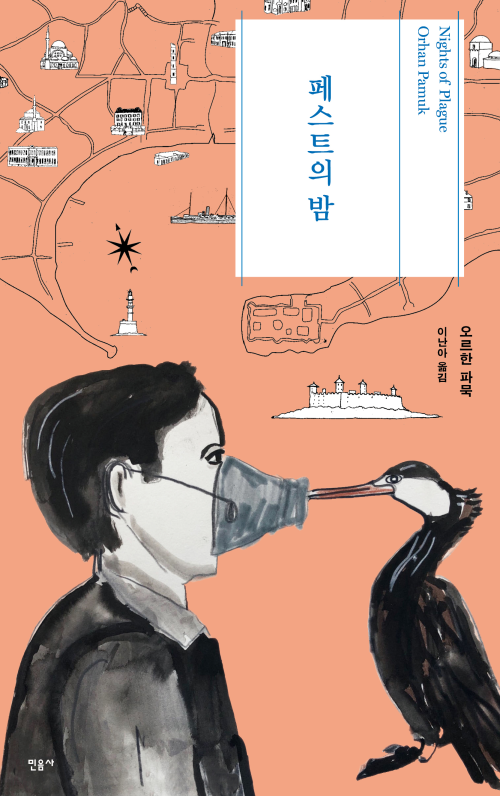 페스트의 밤
Nights of Plague
Orhan Pamuk
오르한 파묵
이난아 옮김
민음사